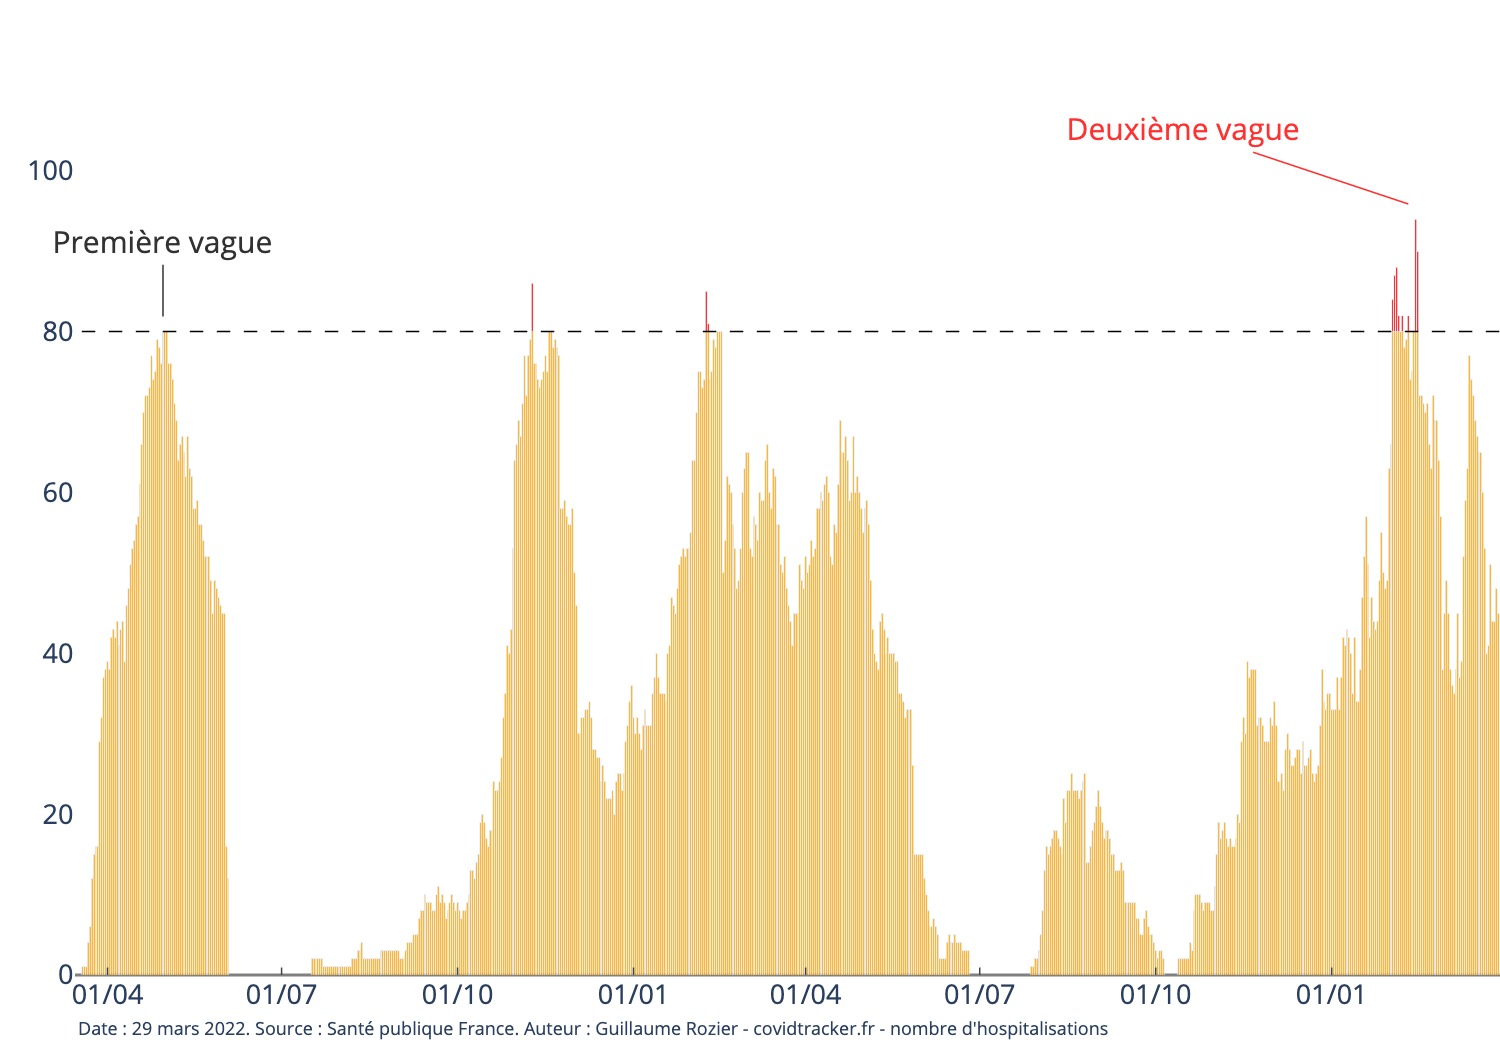 Deuxième vague
100
Première vague
80
60
40
20
0
01/04 01/07 01/10 01/01 01/04 01/07 01/10 01/01
Date : 29 mars 2022. Source : Santé publique France. Auteur : Guillaume Rozier - covidtracker.fr - nombre d'hospitalisations